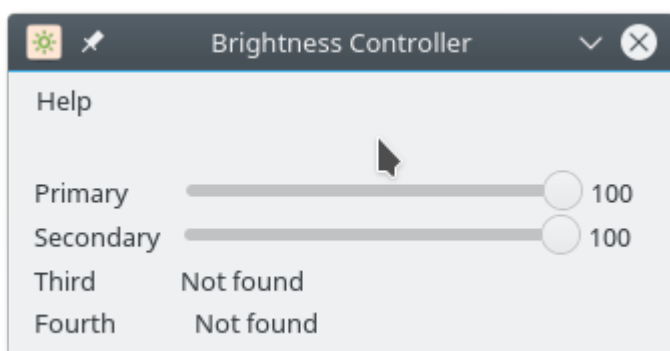 Brightness Controller
Help
Primary 100
Secondary 100
Third Not found
Fourth Not found